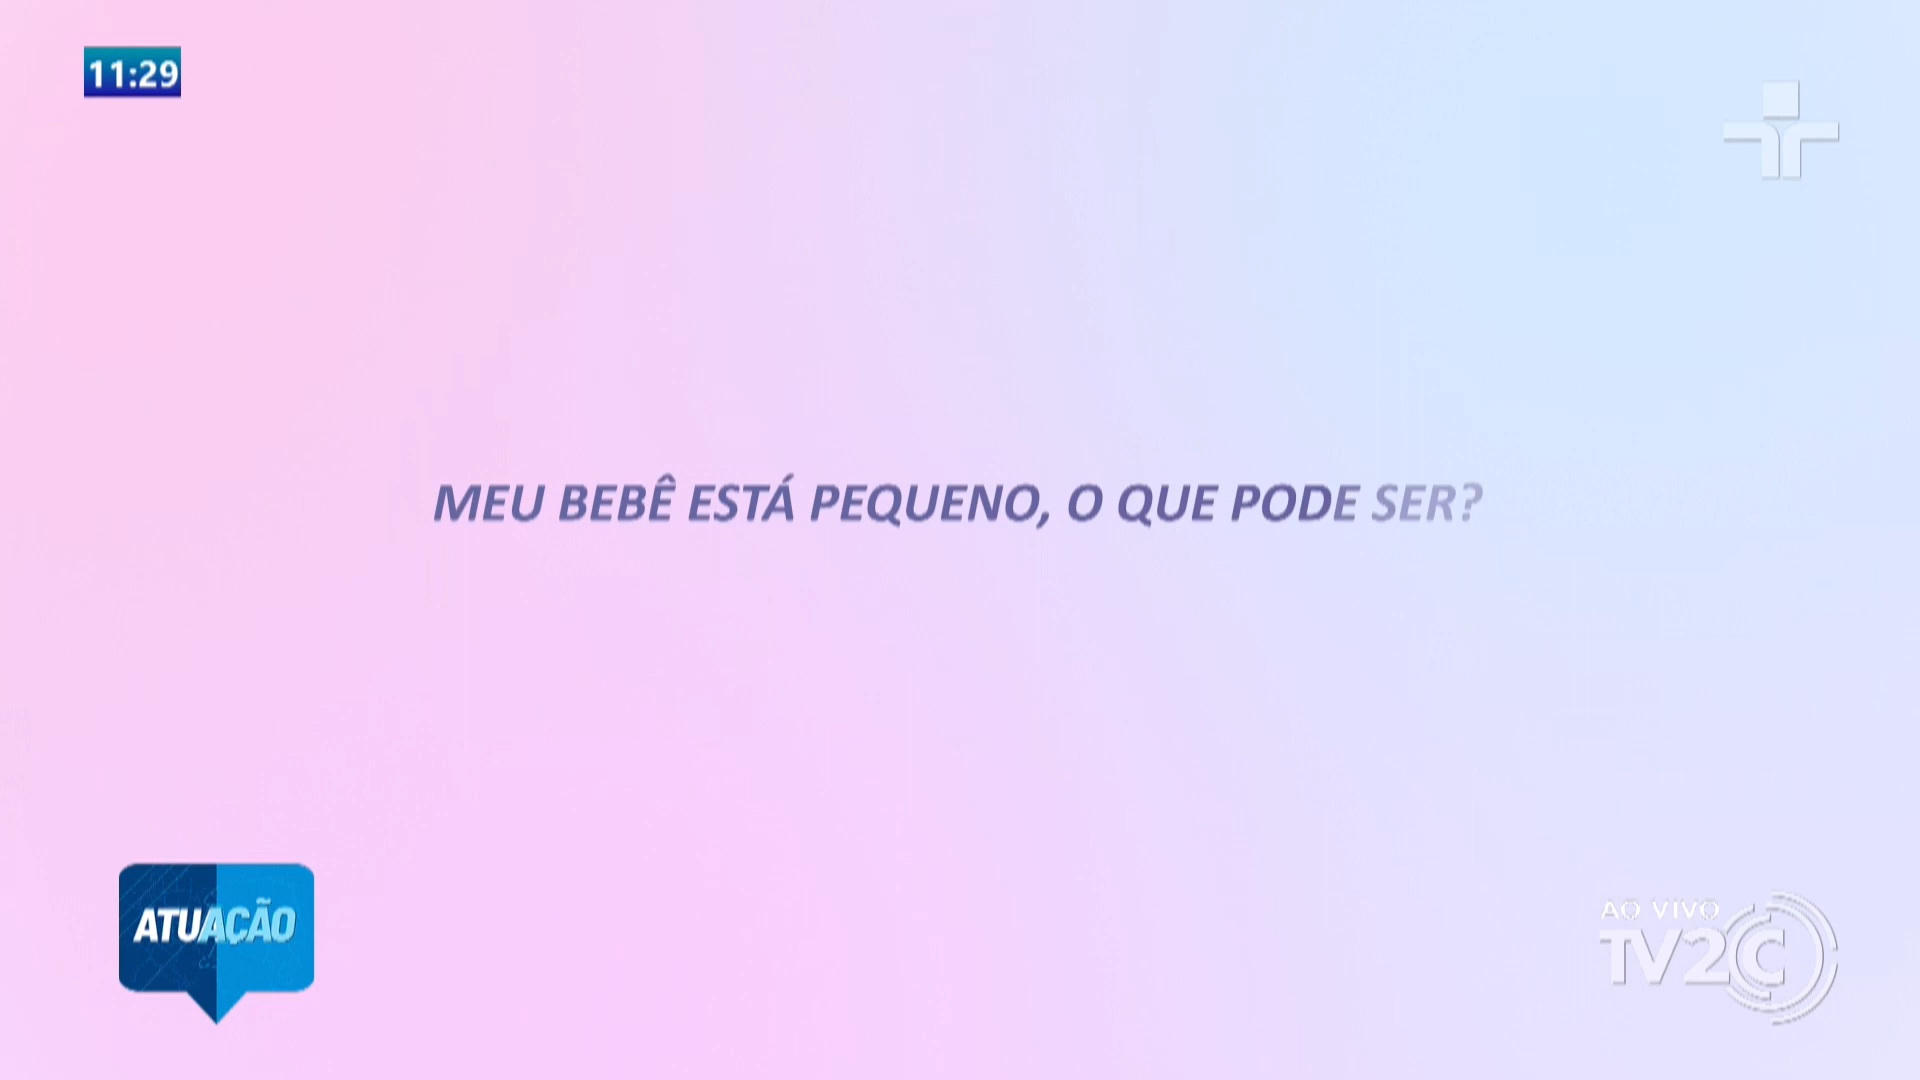 11:29
MEU BEBÊ ESTÁ PEQUENO, O QUE PODE SER?
ATUAÇÃO
AO VIVO
TV2C